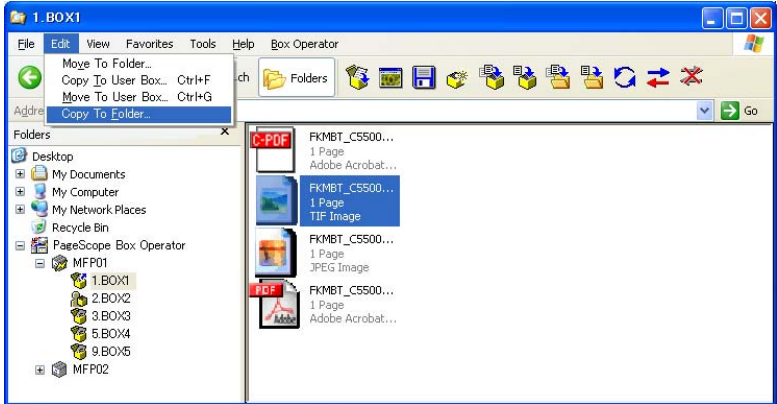 1.BOX1
File Edit View Favorites Tools Help Box Operator
Move To Folder...
Copy To User Box... Ctrl+F
Move To User Box... Ctrl+G
Copy To Folder...
ch Folders
Addre
Go
Folders x
Desktop
My Documents
My Computer
My Network Places
Recycle Bin
PageScope Box Operator
MFP01
1.BOX1
2.BOX2
3.BOX3
5.BOX4
9.BOX5
MFP02
C-PDF
FKMBT_C5500...
1 Page
Adobe Acrobat...
FKMBT_C5500...
1 Page
TIF Image
FKMBT_C5500...
1 Page
JPEG Image
PDF
Adobe
FKMBT_C5500...
1 Page
Adobe Acrobat...